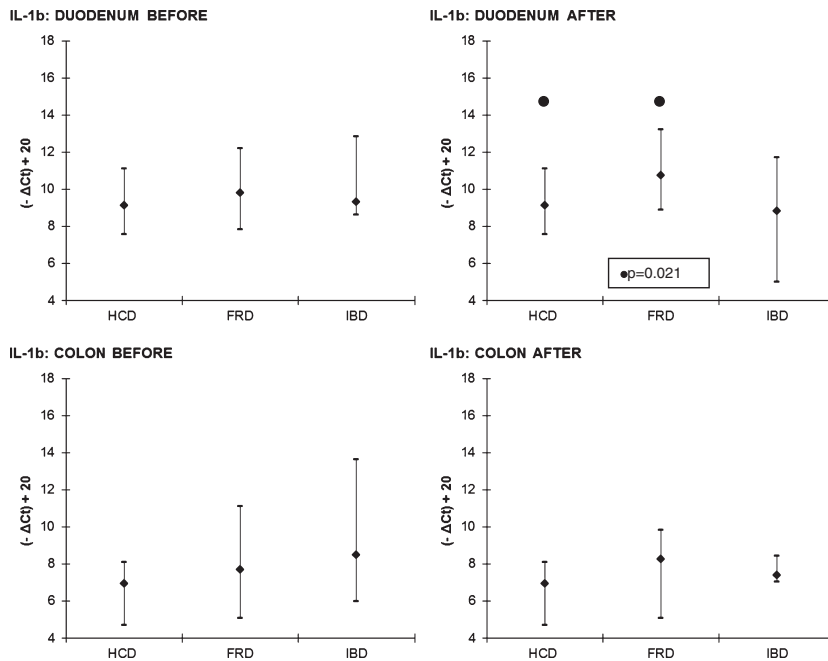 IL-1b: DUODENUM BEFORE
18
16
14
12
10
8
6
4
(- ΔCt) + 20
HCD FRD IBD
IL-1b: DUODENUM AFTER
18
16
14
12
10
8
6
4
(- ΔCt) + 20
●p=0.021
HCD FRD IBD
IL-1b: COLON BEFORE
18
16
14
12
10
8
6
4
(- ΔCt) + 20
HCD FRD IBD
IL-1b: COLON AFTER
18
16
14
12
10
8
6
4
(- ΔCt) + 20
HCD FRD IBD